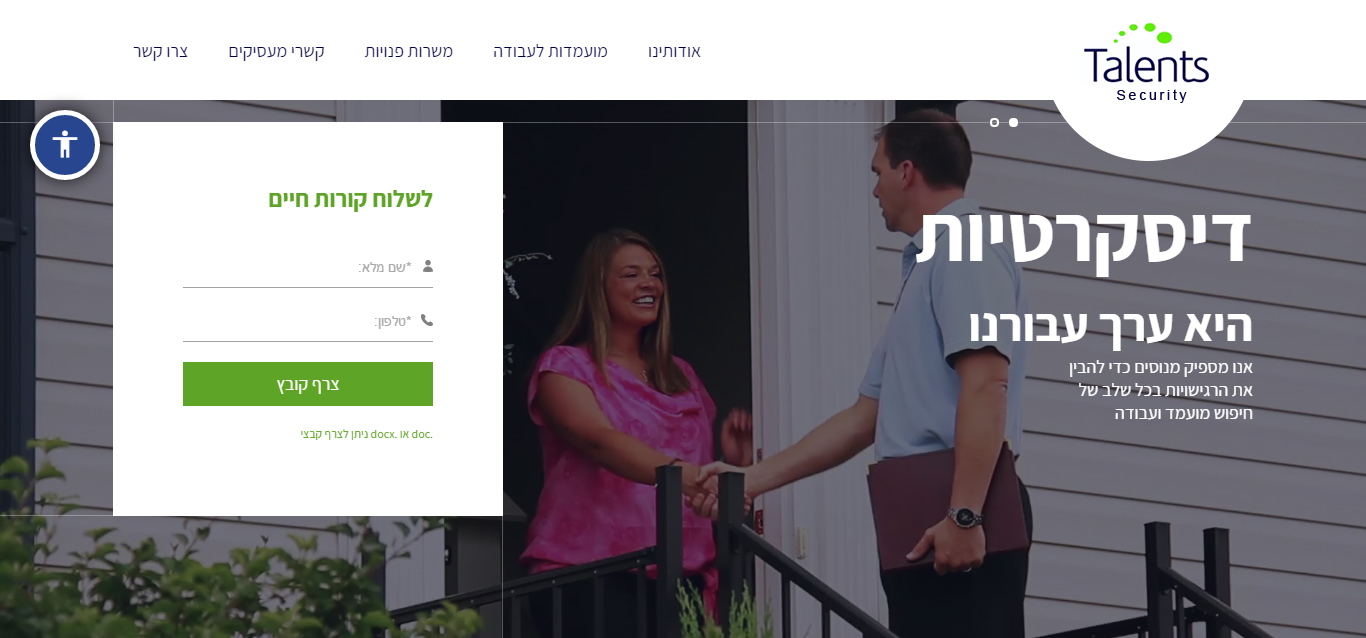 Talents
Security
אודותינו
מועמדות לעבודה
משרות פנויות
קשרי מעסיקים
צרו קשר
דיסקרטיות
היא ערך עבורנו
אנו מספיק מנוסים כדי להבין
את הרגישויות בכל שלב של
חיפוש מועמד ועבודה
לשלוח קורות חיים
*שם מלא:
*טלפון:
צרף קובץ
ניתן לצרף קבצי .docx או .doc